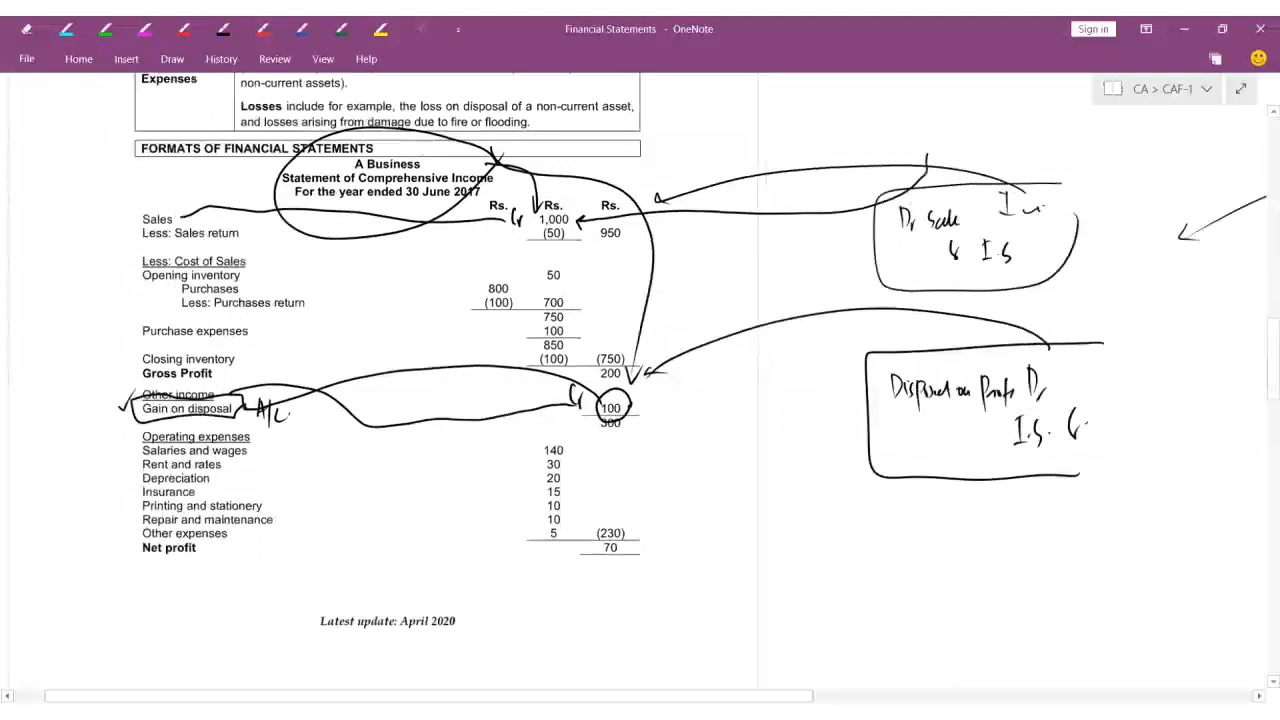 Financial Statements - OneNote
Sign in
File Home Insert Draw History Review View Help
CA > CAF-1
Expenses
non-current assets).
Losses include for example, the loss on disposal of a non-current asset,
and losses arising from damage due to fire or flooding.
FORMATS OF FINANCIAL STATEMENTS
A Business
Statement of Comprehensive Income
For the year ended 30 June 2017
Rs. Rs. Rs.
Sales Cr 1,000
Less: Sales return (50) 950
Less: Cost of Sales
Opening inventory 50
Purchases 800
Less: Purchases return (100) 700
750
Purchase expenses 100
850
Closing inventory (100) (750)
Gross Profit 200
Other income
Gain on disposal A/C Cr 100
300
Operating expenses
Salaries and wages 140
Rent and rates 30
Depreciation 20
Insurance 15
Printing and stationery 10
Repair and maintenance 10
Other expenses 5 (230)
Net profit 70
Latest update: April 2020
Dr Sale
I.S
Disposal on Profit Dr
I.S. Cr